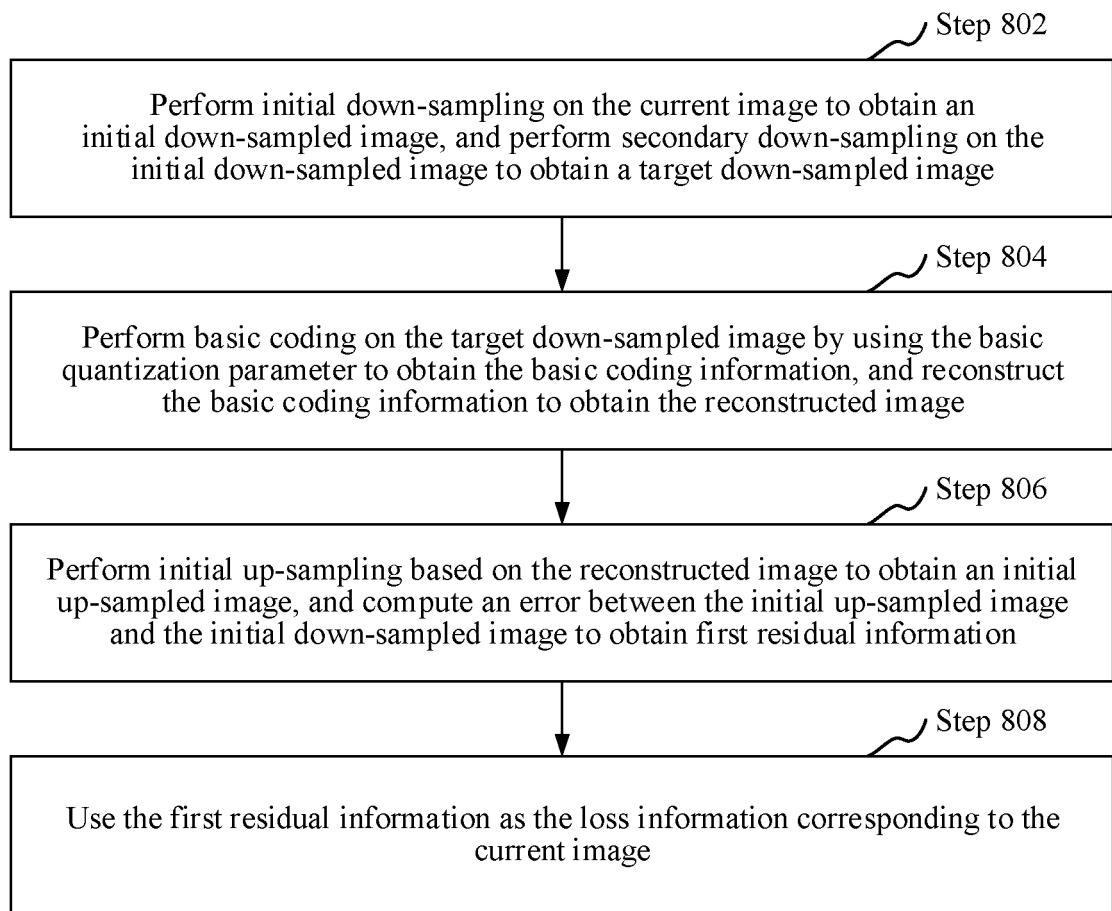 Step 802
Perform initial down-sampling on the current image to obtain an
initial down-sampled image, and perform secondary down-sampling on the
initial down-sampled image to obtain a target down-sampled image
Step 804
Perform basic coding on the target down-sampled image by using the basic
quantization parameter to obtain the basic coding information, and reconstruct
the basic coding information to obtain the reconstructed image
Step 806
Perform initial up-sampling based on the reconstructed image to obtain an initial
up-sampled image, and compute an error between the initial up-sampled image
and the initial down-sampled image to obtain first residual information
Step 808
Use the first residual information as the loss information corresponding to the
current image